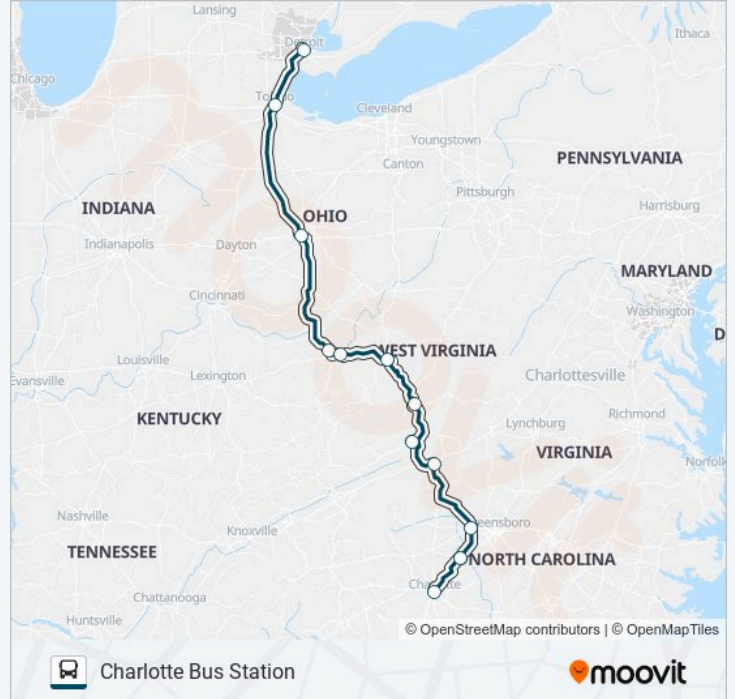 Lansing
Ithaca
Detroit
Chicago
Toledo
Cleveland
Youngstown
PENNSYLVANIA
Canton
Pittsburgh
INDIANA
OHIO
Harrisburg
Indianapolis
Dayton
MARYLAND
Cincinnati
Washington
D
WEST VIRGINIA
Louisville
Evansville
Lexington
Charlottesville
KENTUCKY
Richmond
Lynchburg
VIRGINIA
Norfolk
Nashville
eensboro
Knoxville
TENNESSEE
NORTH CAROLINA
Charlotte
Chattanooga
Huntsville
© OpenStreetMap contributors | © OpenMapTiles
Charlotte Bus Station
moovit